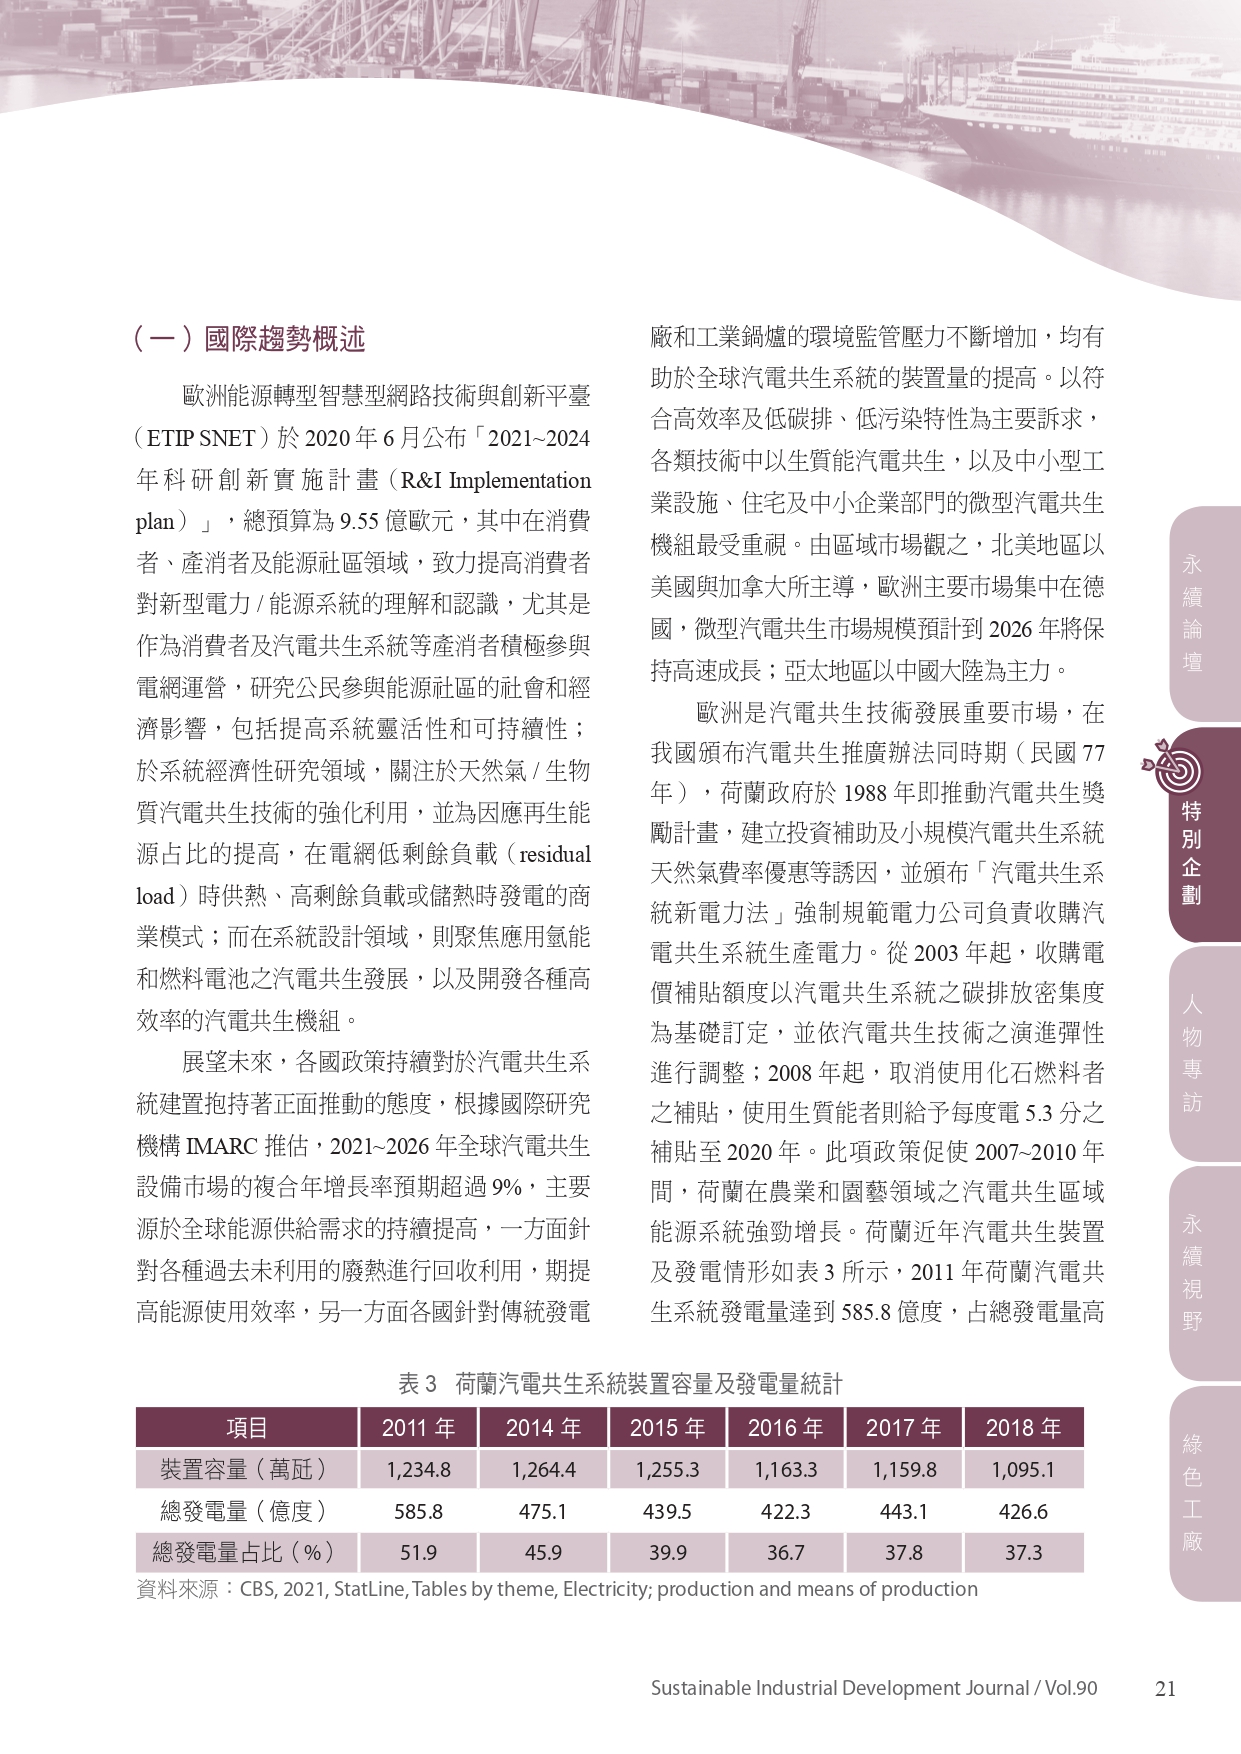 （一）國際趨勢概述
歐洲能源轉型智慧型網路技術與創新平臺
（ETIP SNET）於 2020 年 6 月公布「2021~2024
年科研創新實施計畫（R&I Implementation
plan）」，總預算為 9.55 億歐元，其中在消費
者、產消者及能源社區領域，致力提高消費者
對新型電力 / 能源系統的理解和認識，尤其是
作為消費者及汽電共生系統等產消者積極參與
電網運營，研究公民參與能源社區的社會和經
濟影響，包括提高系統靈活性和可持續性；
於系統經濟性研究領域，關注於天然氣 / 生物
質汽電共生技術的強化利用，並為因應再生能
源占比的提高，在電網低剩餘負載（residual
load）時供熱、高剩餘負載或儲熱時發電的商
業模式；而在系統設計領域，則聚焦應用氫能
和燃料電池之汽電共生發展，以及開發各種高
效率的汽電共生機組。
展望未來，各國政策持續對於汽電共生系
統建置抱持著正面推動的態度，根據國際研究
機構 IMARC 推估，2021~2026 年全球汽電共生
設備市場的複合年增長率預期超過 9%，主要
源於全球能源供給需求的持續提高，一方面針
對各種過去未利用的廢熱進行回收利用，期提
高能源使用效率，另一方面各國針對傳統發電
廠和工業鍋爐的環境監管壓力不斷增加，均有
助於全球汽電共生系統的裝置量的提高。以符
合高效率及低碳排、低污染特性為主要訴求，
各類技術中以生質能汽電共生，以及中小型工
業設施、住宅及中小企業部門的微型汽電共生
機組最受重視。由區域市場觀之，北美地區以
美國與加拿大所主導，歐洲主要市場集中在德
國，微型汽電共生市場規模預計到 2026 年將保
持高速成長；亞太地區以中國大陸為主力。
歐洲是汽電共生技術發展重要市場，在
我國頒布汽電共生推廣辦法同時期（民國 77
年），荷蘭政府於 1988 年即推動汽電共生獎
勵計畫，建立投資補助及小規模汽電共生系統
天然氣費率優惠等誘因，並頒布「汽電共生系
統新電力法」強制規範電力公司負責收購汽
電共生系統生產電力。從 2003 年起，收購電
價補貼額度以汽電共生系統之碳排放密集度
為基礎訂定，並依汽電共生技術之演進彈性
進行調整；2008 年起，取消使用化石燃料者
之補貼，使用生質能者則給予每度電 5.3 分之
補貼至 2020 年。此項政策促使 2007~2010 年
間，荷蘭在農業和園藝領域之汽電共生區域
能源系統強勁增長。荷蘭近年汽電共生裝置
及發電情形如表 3 所示，2011 年荷蘭汽電共
生系統發電量達到 585.8 億度，占總發電量高
表 3 荷蘭汽電共生系統裝置容量及發電量統計
項目 2011 年 2014 年 2015 年 2016 年 2017 年 2018 年
裝置容量（萬瓩） 1,234.8 1,264.4 1,255.3 1,163.3 1,159.8 1,095.1
總發電量（億度） 585.8 475.1 439.5 422.3 443.1 426.6
總發電量占比（%） 51.9 45.9 39.9 36.7 37.8 37.3
資料來源：CBS, 2021, StatLine, Tables by theme, Electricity; production and means of production
永續論壇
特別企劃
人物專訪
永續視野
綠色工廠
Sustainable Industrial Development Journal / Vol.90 21